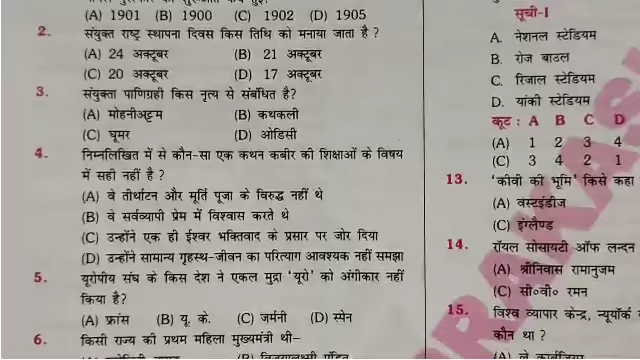 (A) 1901 (B) 1900 (C) 1902 (D) 1905
2. संयुक्त राष्ट्र स्थापना दिवस किस तिथि को मनाया जाता है ?
(A) 24 अक्टूबर (B) 21 अक्टूबर
(C) 20 अक्टूबर (D) 17 अक्टूबर
3. संयुक्ता पाणिग्रही किस नृत्य से संबंधित है?
(A) मोहनीअट्टम (B) कथकली
(C) घूमर (D) ओडिसी
4. निम्नलिखित में से कौन-सा एक कथन कबीर की शिक्षाओं के विषय
में सही नहीं है ?
(A) वे तीर्थाटन और मूर्ति पूजा के विरुद्ध नहीं थे
(B) वे सर्वव्यापी प्रेम में विश्वास करते थे
(C) उन्होंने एक ही ईश्वर भक्तिवाद के प्रसार पर जोर दिया
(D) उन्होंने सामान्य गृहस्थ-जीवन का परित्याग आवश्यक नहीं समझा
5. यूरोपीय संघ के किस देश ने एकल मुद्रा 'यूरो' को अंगीकार नहीं
किया है?
(A) फ्रांस (B) यू. के. (C) जर्मनी (D) स्पेन
6. किसी राज्य की प्रथम महिला मुख्यमंत्री थी–
सूची-I
A. नेशनल स्टेडियम
B. रोज बाउल
C. रिजाल स्टेडियम
D. यांकी स्टेडियम
कूट : A B C D
(A) 1 2 3 4
(C) 3 4 2 1
13. 'कीवी की भूमि' किसे कहा
(A) वेस्टइंडीज
(C) इंग्लैण्ड
14. रॉयल सोसायटी ऑफ लन्दन
(A) श्रीनिवास रामानुजम
(C) सी०वी० रमन
15. विश्व व्यापार केन्द्र, न्यूयॉर्क
कौन था ?